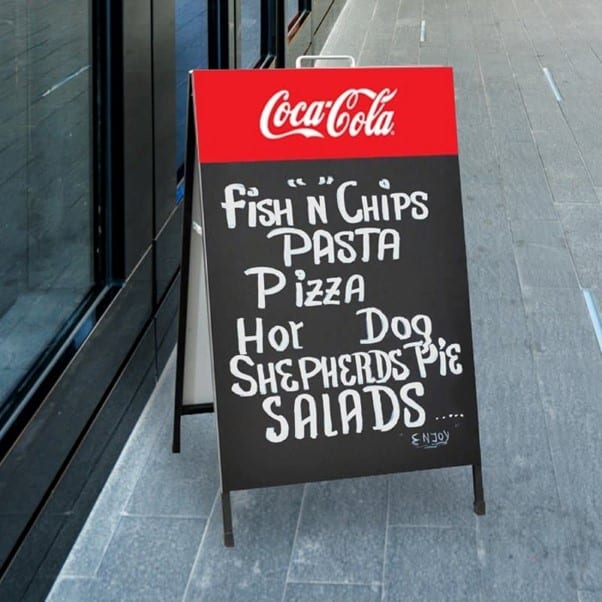 Coca-Cola
Fish "N" Chips
PASTA
Pizza
Hot Dog
SHEPHERDS PiE
SALADS .....
ENJOY